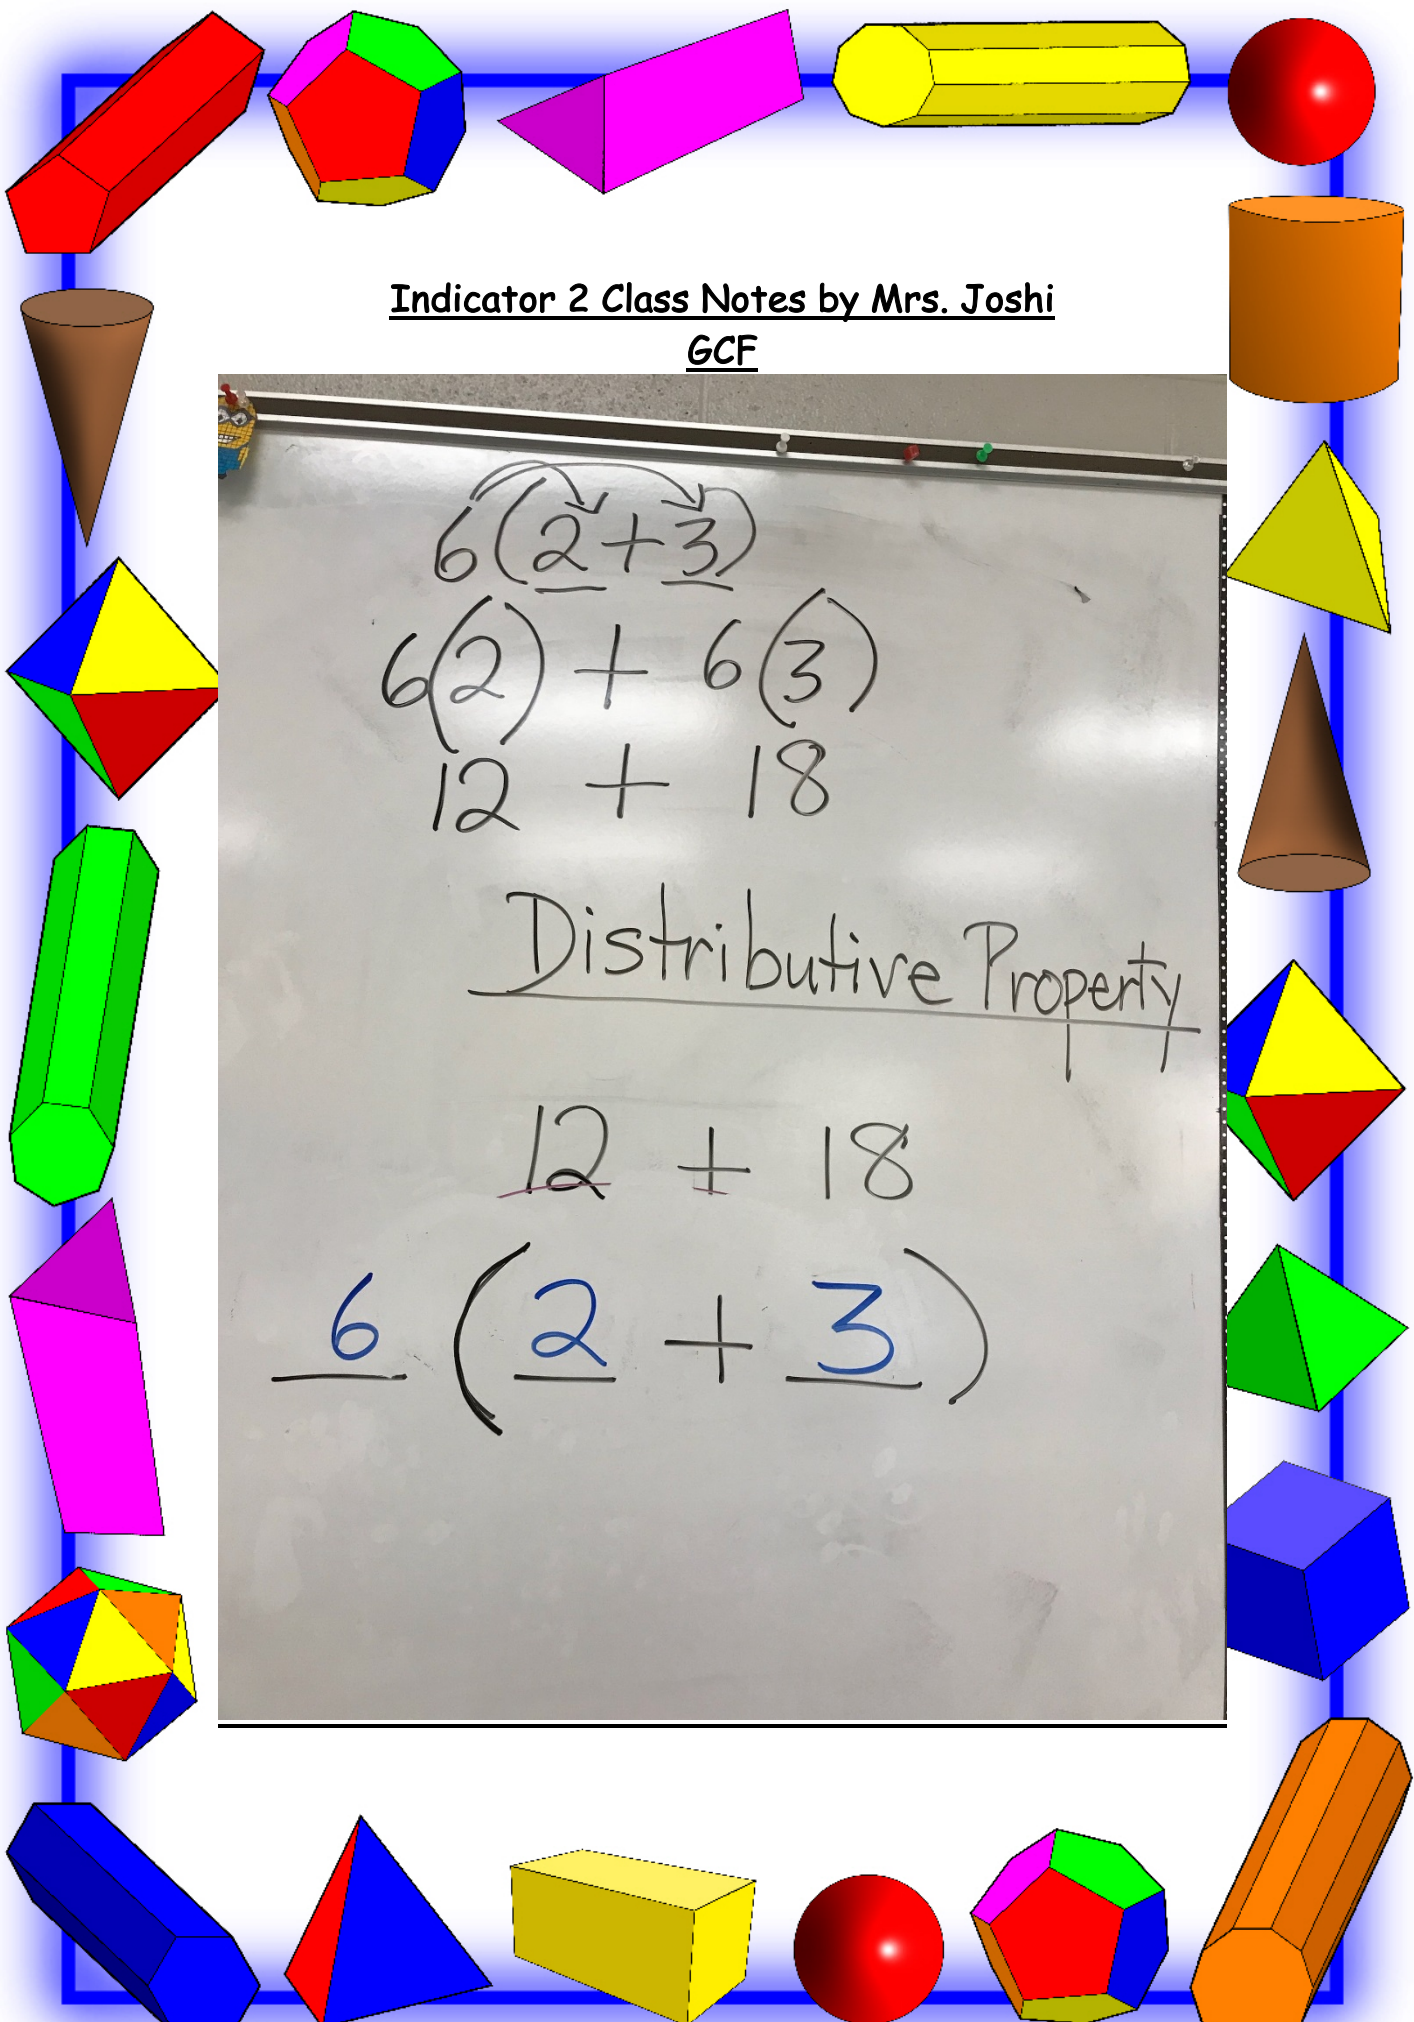 Indicator 2 Class Notes by Mrs. Joshi
GCF
6(2+3)
6(2) + 6(3)
12 + 18
Distributive Property
12 + 18
6 (2 + 3)